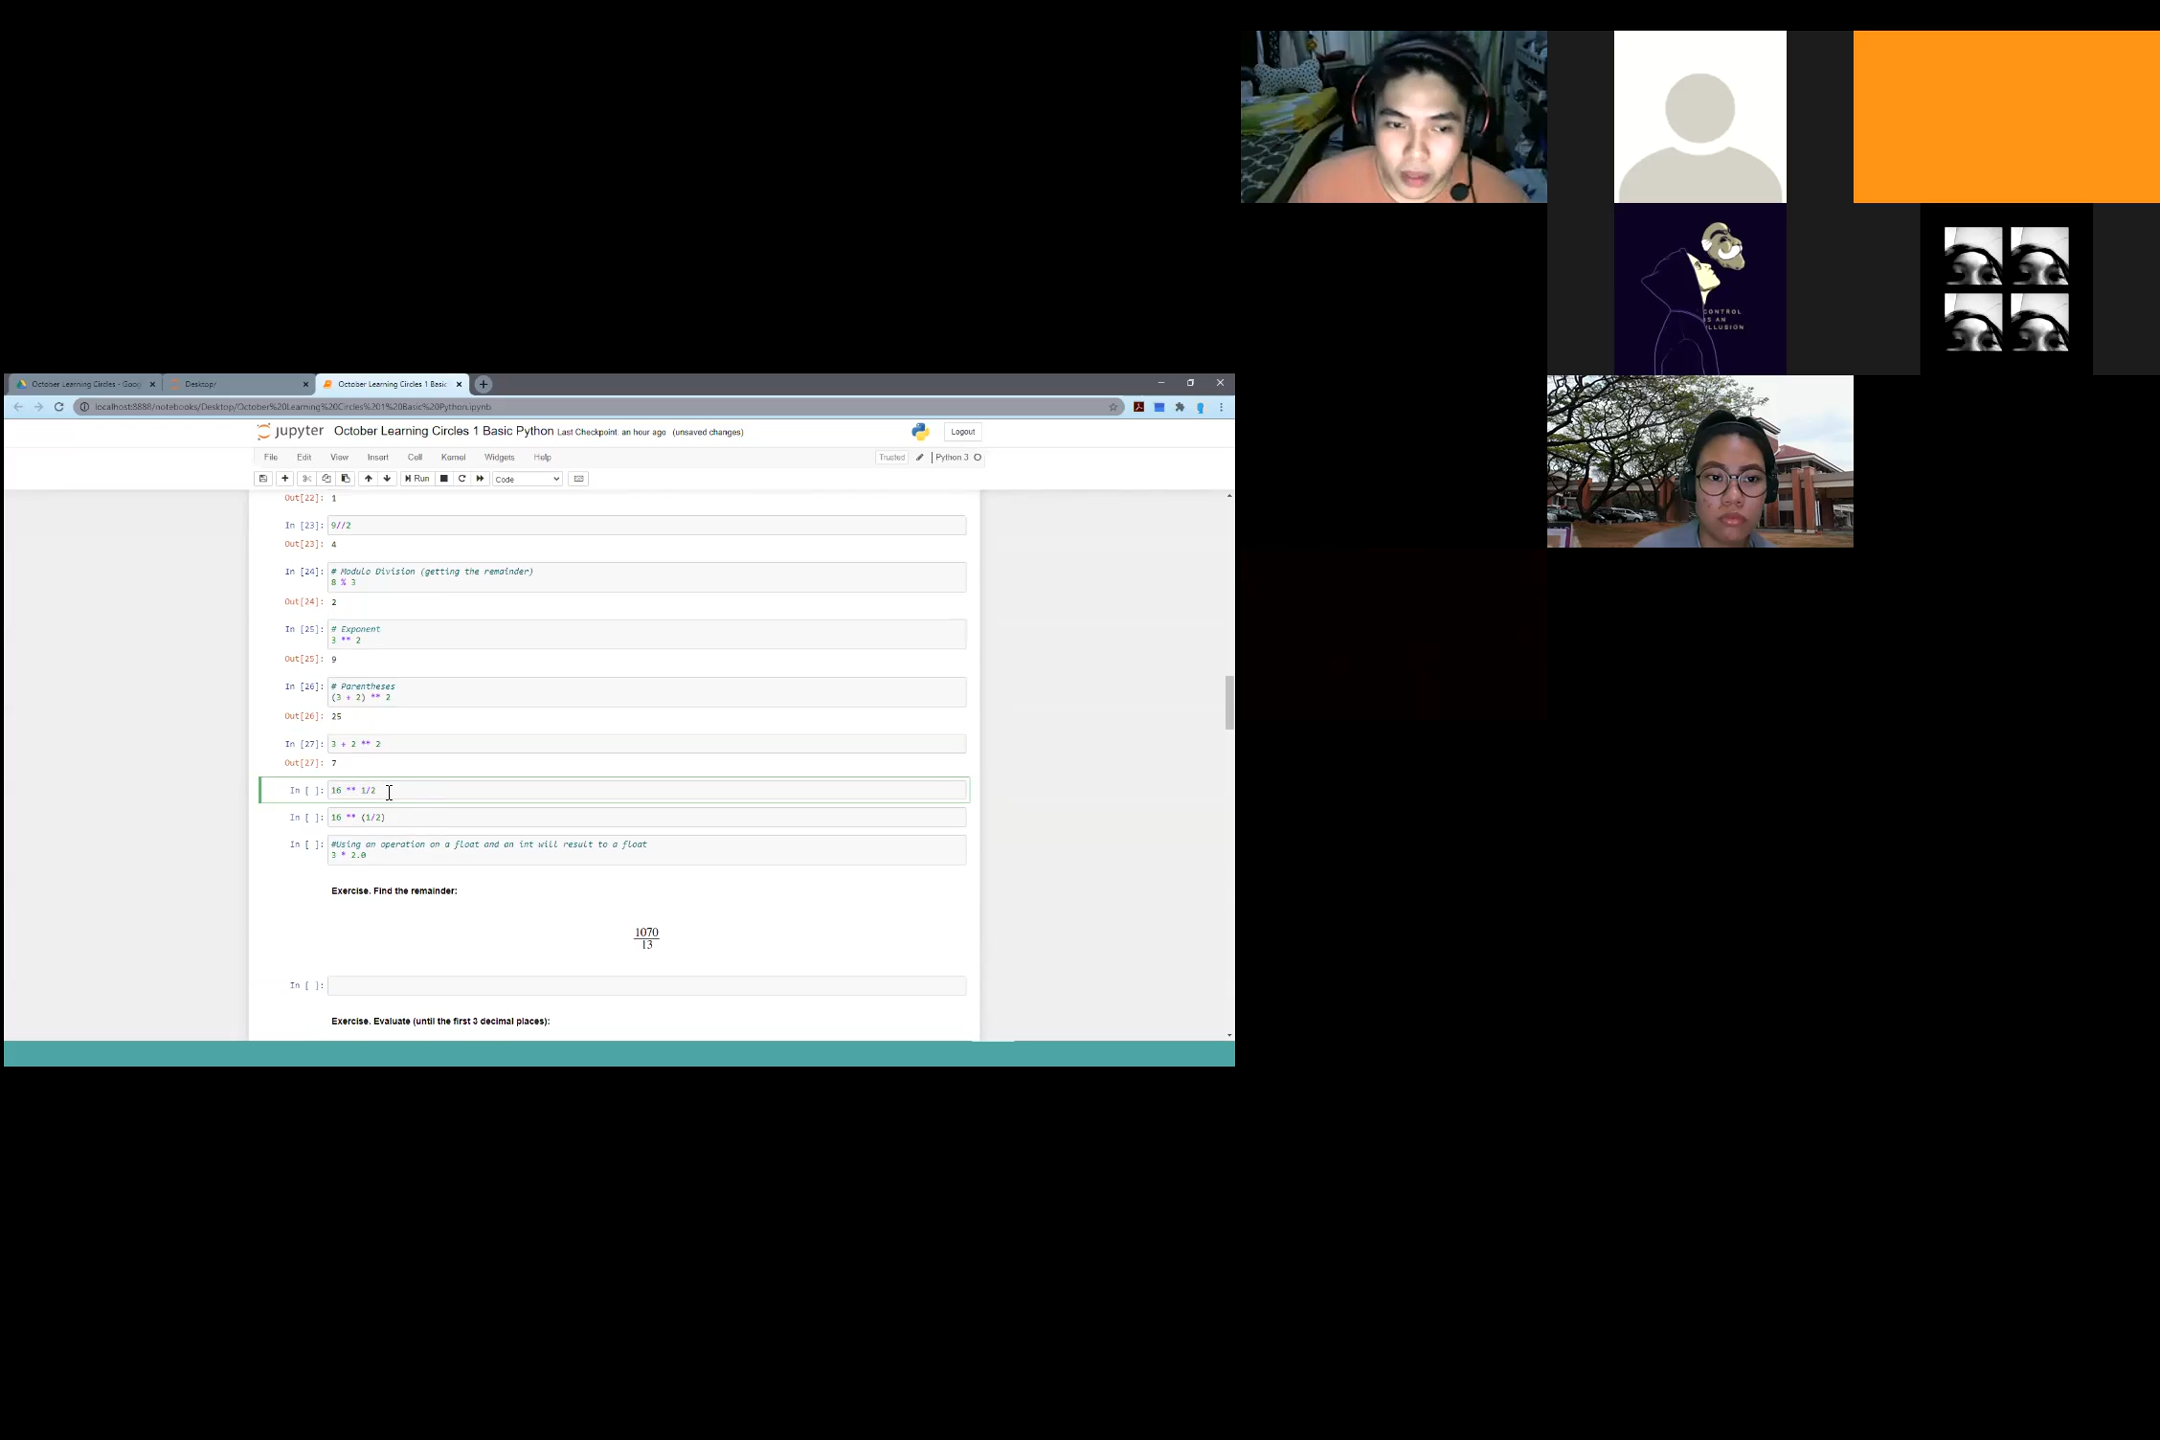 October Learning Circles - Goog
Desktop/
October Learning Circles 1 Basic
localhost:8888/notebooks/Desktop/October%20Learning%20Circles%201%20Basic%20Python.ipynb
jupyter October Learning Circles 1 Basic Python Last Checkpoint: an hour ago (unsaved changes)
Logout
File Edit View Insert Cell Kernel Widgets Help
Trusted Python 3
Run Code
Out[22]: 1
In [23]: 9//2
Out[23]: 4
In [24]: # Modulo Division (getting the remainder)
8 % 3
Out[24]: 2
In [25]: # Exponent
3 ** 2
Out[25]: 9
In [26]: # Parentheses
(3 + 2) ** 2
Out[26]: 25
In [27]: 3 + 2 ** 2
Out[27]: 7
In [ ]: 16 ** 1/2
In [ ]: 16 ** (1/2)
In [ ]: #Using an operation on a float and an int will result to a float
3 * 2.0
Exercise. Find the remainder:
1070
13
In [ ]:
Exercise. Evaluate (until the first 3 decimal places):
CONTROL
IS AN
ILLUSION